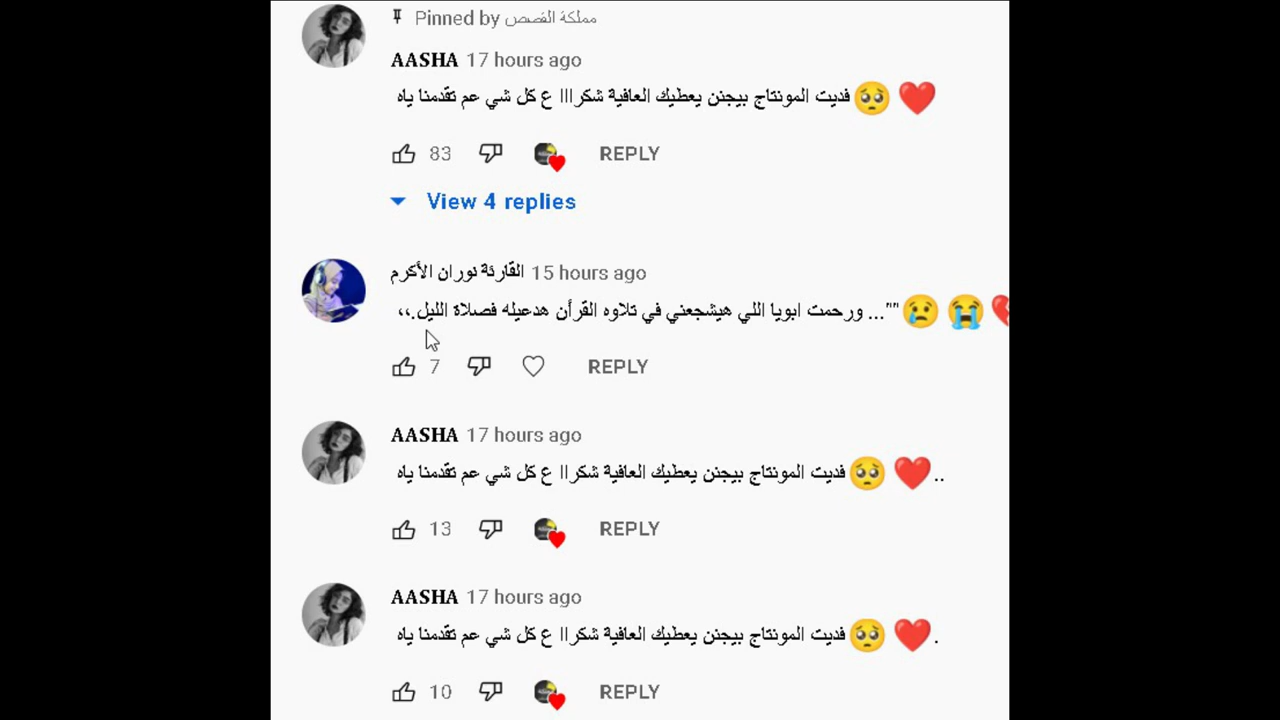 Pinned by مملكة القصص
AASHA 17 hours ago
فديت المونتاج بيجنن يعطيك العافية شكرااا ع كل شي عم تقدمنا ياه 🥺 ❤️
83 REPLY
View 4 replies
القارئة نوران الأكرم 15 hours ago
""... ورحمت ابويا اللي هيشجعني في تلاوه القرأن هدعيله فصلاة الليل.،، 😢 😭 💔
7 REPLY
AASHA 17 hours ago
فديت المونتاج بيجنن يعطيك العافية شكراا ع كل شي عم تقدمنا ياه 🥺 ❤️..
13 REPLY
AASHA 17 hours ago
فديت المونتاج بيجنن يعطيك العافية شكراا ع كل شي عم تقدمنا ياه 🥺 ❤️.
10 REPLY